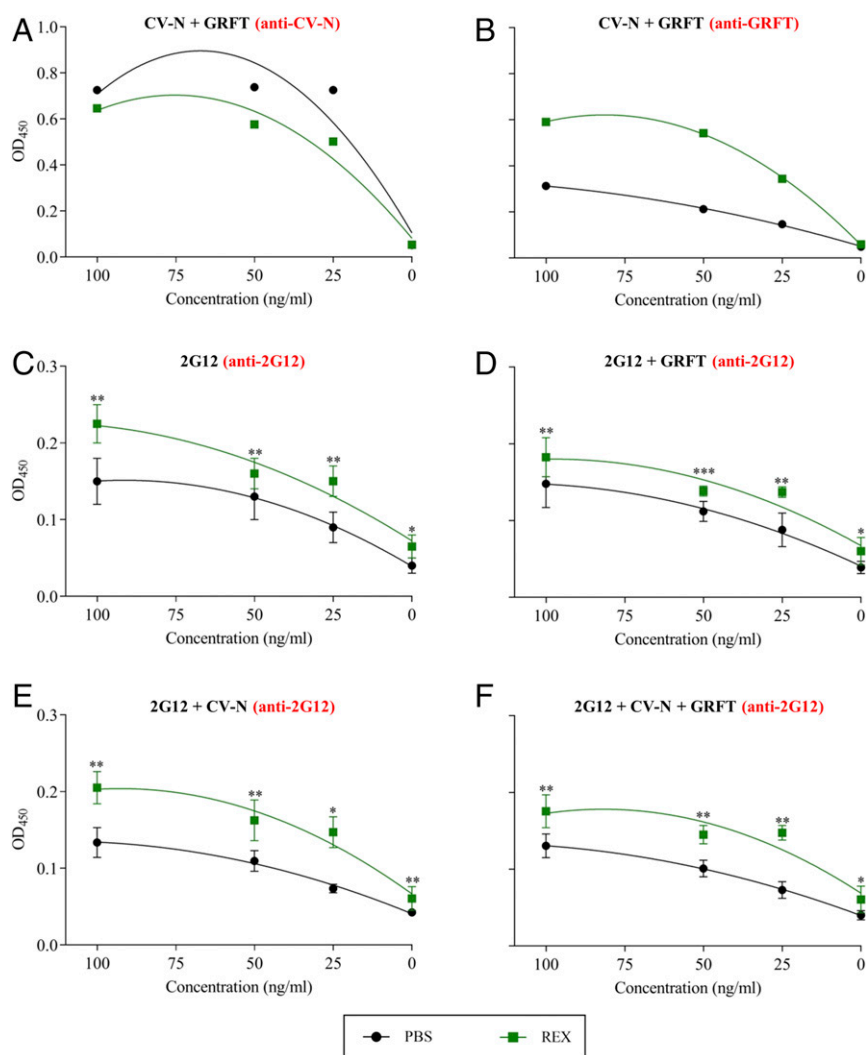 A
CV-N + GRFT (anti-CV-N)
1.0
0.8
0.6
0.4
0.2
0.0
OD450
100 75 50 25 0
Concentration (ng/ml)
B
CV-N + GRFT (anti-GRFT)
100 75 50 25 0
Concentration (ng/ml)
C
2G12 (anti-2G12)
0.3
0.2
0.1
0.0
OD450
** ** ** *
100 75 50 25 0
Concentration (ng/ml)
D
2G12 + GRFT (anti-2G12)
** *** ** *
100 75 50 25 0
Concentration (ng/ml)
E
2G12 + CV-N (anti-2G12)
0.3
0.2
0.1
0.0
OD450
** ** * **
100 75 50 25 0
Concentration (ng/ml)
F
2G12 + CV-N + GRFT (anti-2G12)
** ** ** *
100 75 50 25 0
Concentration (ng/ml)
PBS REX